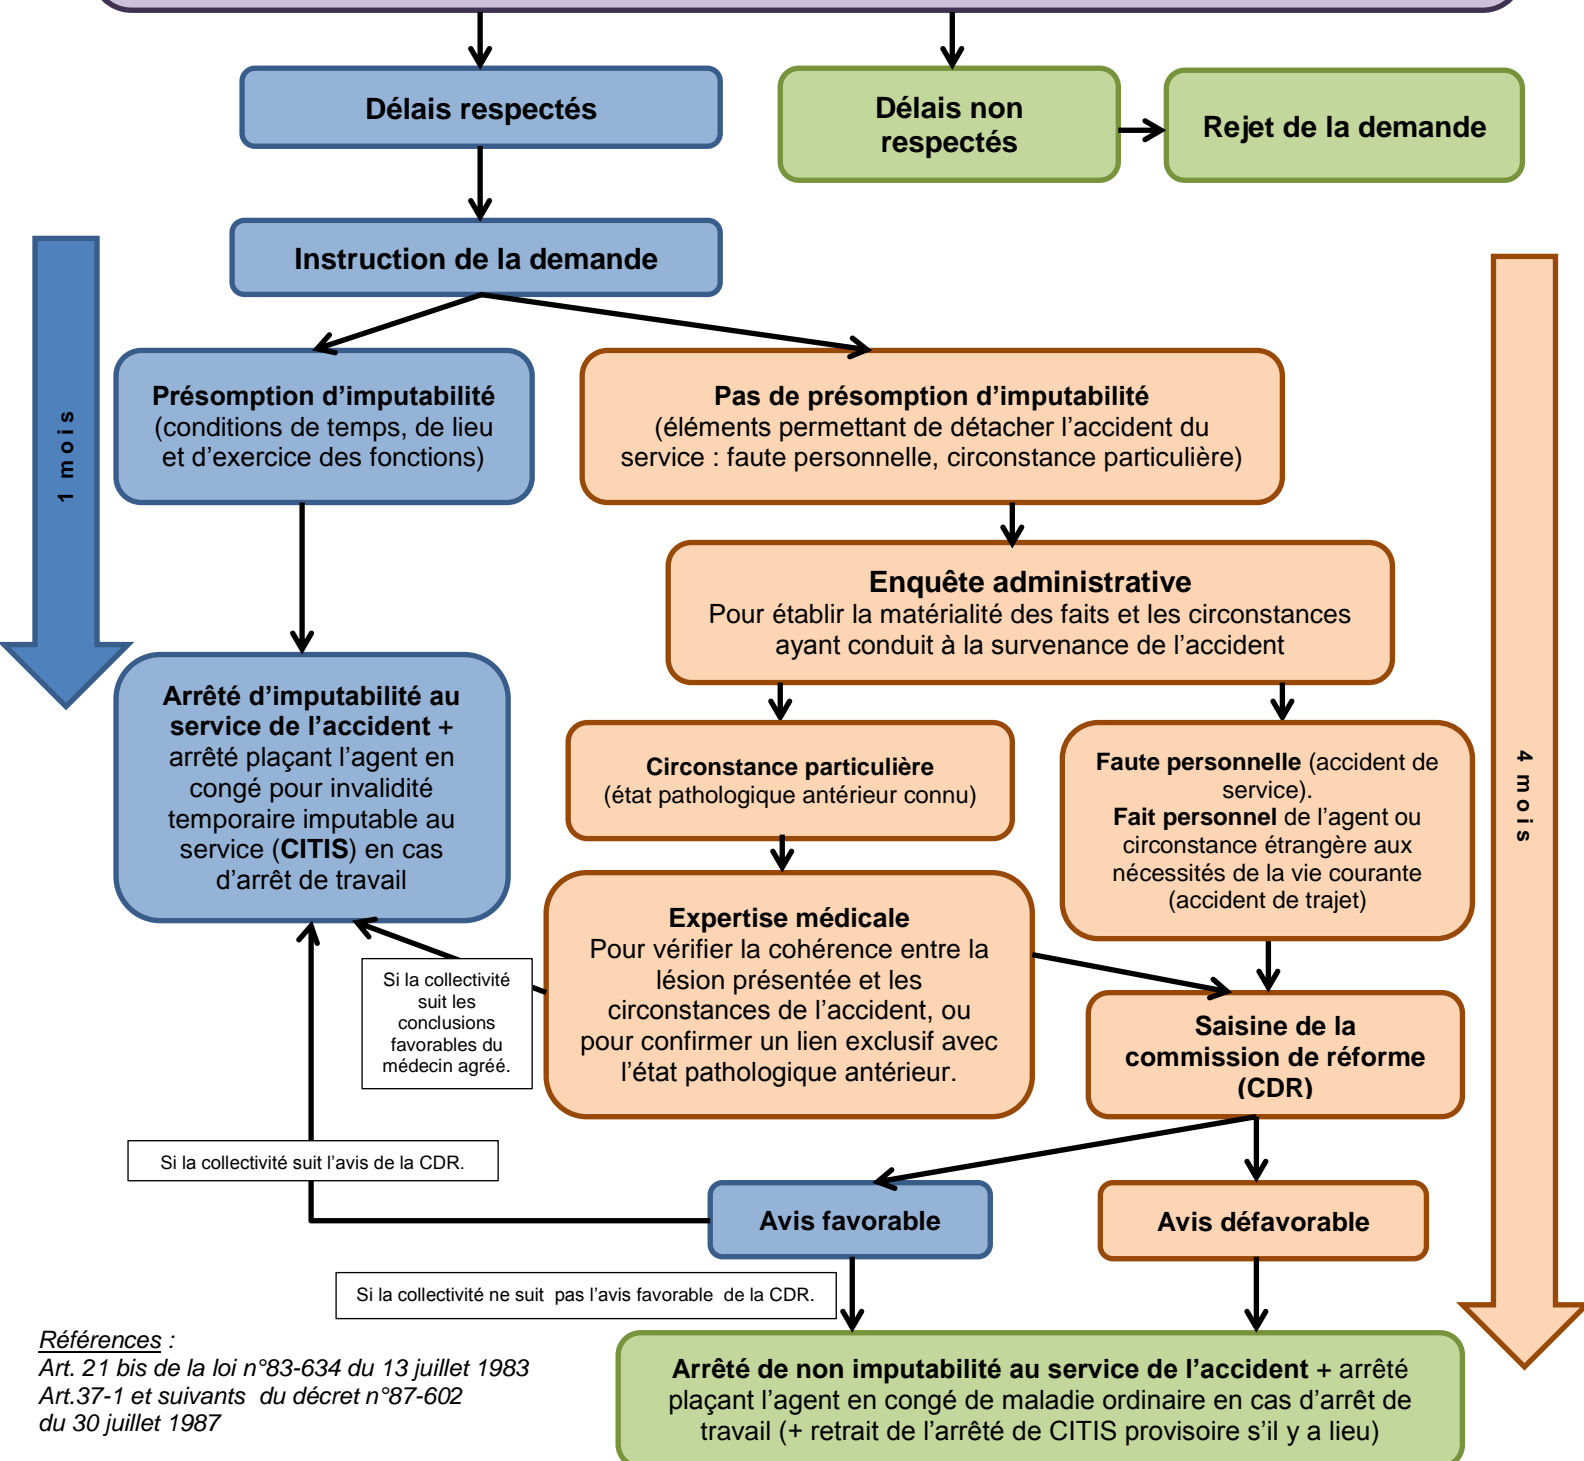 Délais respectés
Délais non
respectés
Rejet de la demande
Instruction de la demande
1 mois
Présomption d’imputabilité
(conditions de temps, de lieu
et d’exercice des fonctions)
Pas de présomption d’imputabilité
(éléments permettant de détacher l’accident du
service : faute personnelle, circonstance particulière)
Enquête administrative
Pour établir la matérialité des faits et les circonstances
ayant conduit à la survenance de l’accident
Arrêté d’imputabilité au
service de l’accident +
arrêté plaçant l’agent en
congé pour invalidité
temporaire imputable au
service (CITIS) en cas
d’arrêt de travail
Circonstance particulière
(état pathologique antérieur connu)
Faute personnelle (accident de
service).
Fait personnel de l’agent ou
circonstance étrangère aux
nécessités de la vie courante
(accident de trajet)
4 mois
Expertise médicale
Pour vérifier la cohérence entre la
lésion présentée et les
circonstances de l’accident, ou
pour confirmer un lien exclusif avec
l’état pathologique antérieur.
Si la collectivité
suit les
conclusions
favorables du
médecin agréé.
Saisine de la
commission de réforme
(CDR)
Si la collectivité suit l’avis de la CDR.
Avis favorable
Avis défavorable
Si la collectivité ne suit pas l’avis favorable de la CDR.
Références :
Art. 21 bis de la loi n°83-634 du 13 juillet 1983
Art.37-1 et suivants du décret n°87-602
du 30 juillet 1987
Arrêté de non imputabilité au service de l’accident + arrêté
plaçant l’agent en congé de maladie ordinaire en cas d’arrêt de
travail (+ retrait de l’arrêté de CITIS provisoire s’il y a lieu)